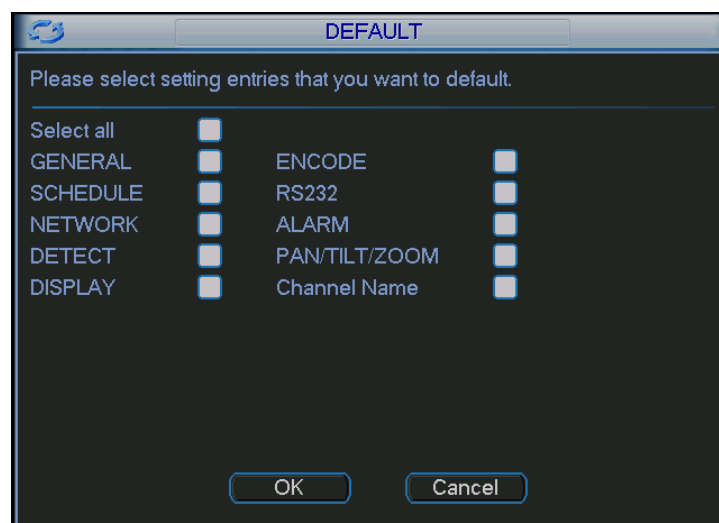 DEFAULT
Please select setting entries that you want to default.
Select all
GENERAL ENCODE
SCHEDULE RS232
NETWORK ALARM
DETECT PAN/TILT/ZOOM
DISPLAY Channel Name
OK Cancel